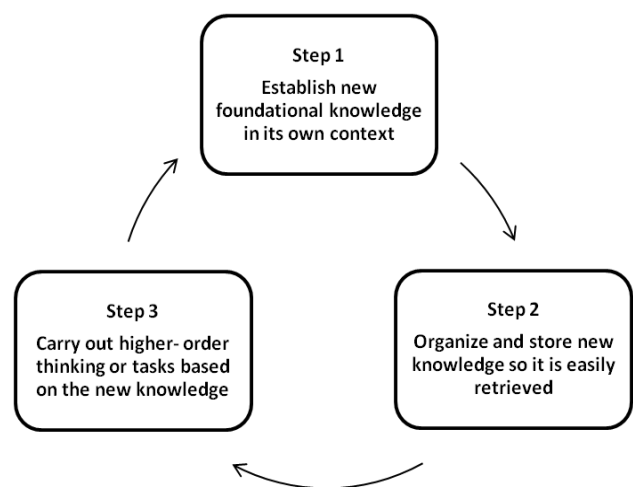 Step 1
Establish new
foundational knowledge
in its own context
Step 2
Organize and store new
knowledge so it is easily
retrieved
Step 3
Carry out higher- order
thinking or tasks based
on the new knowledge